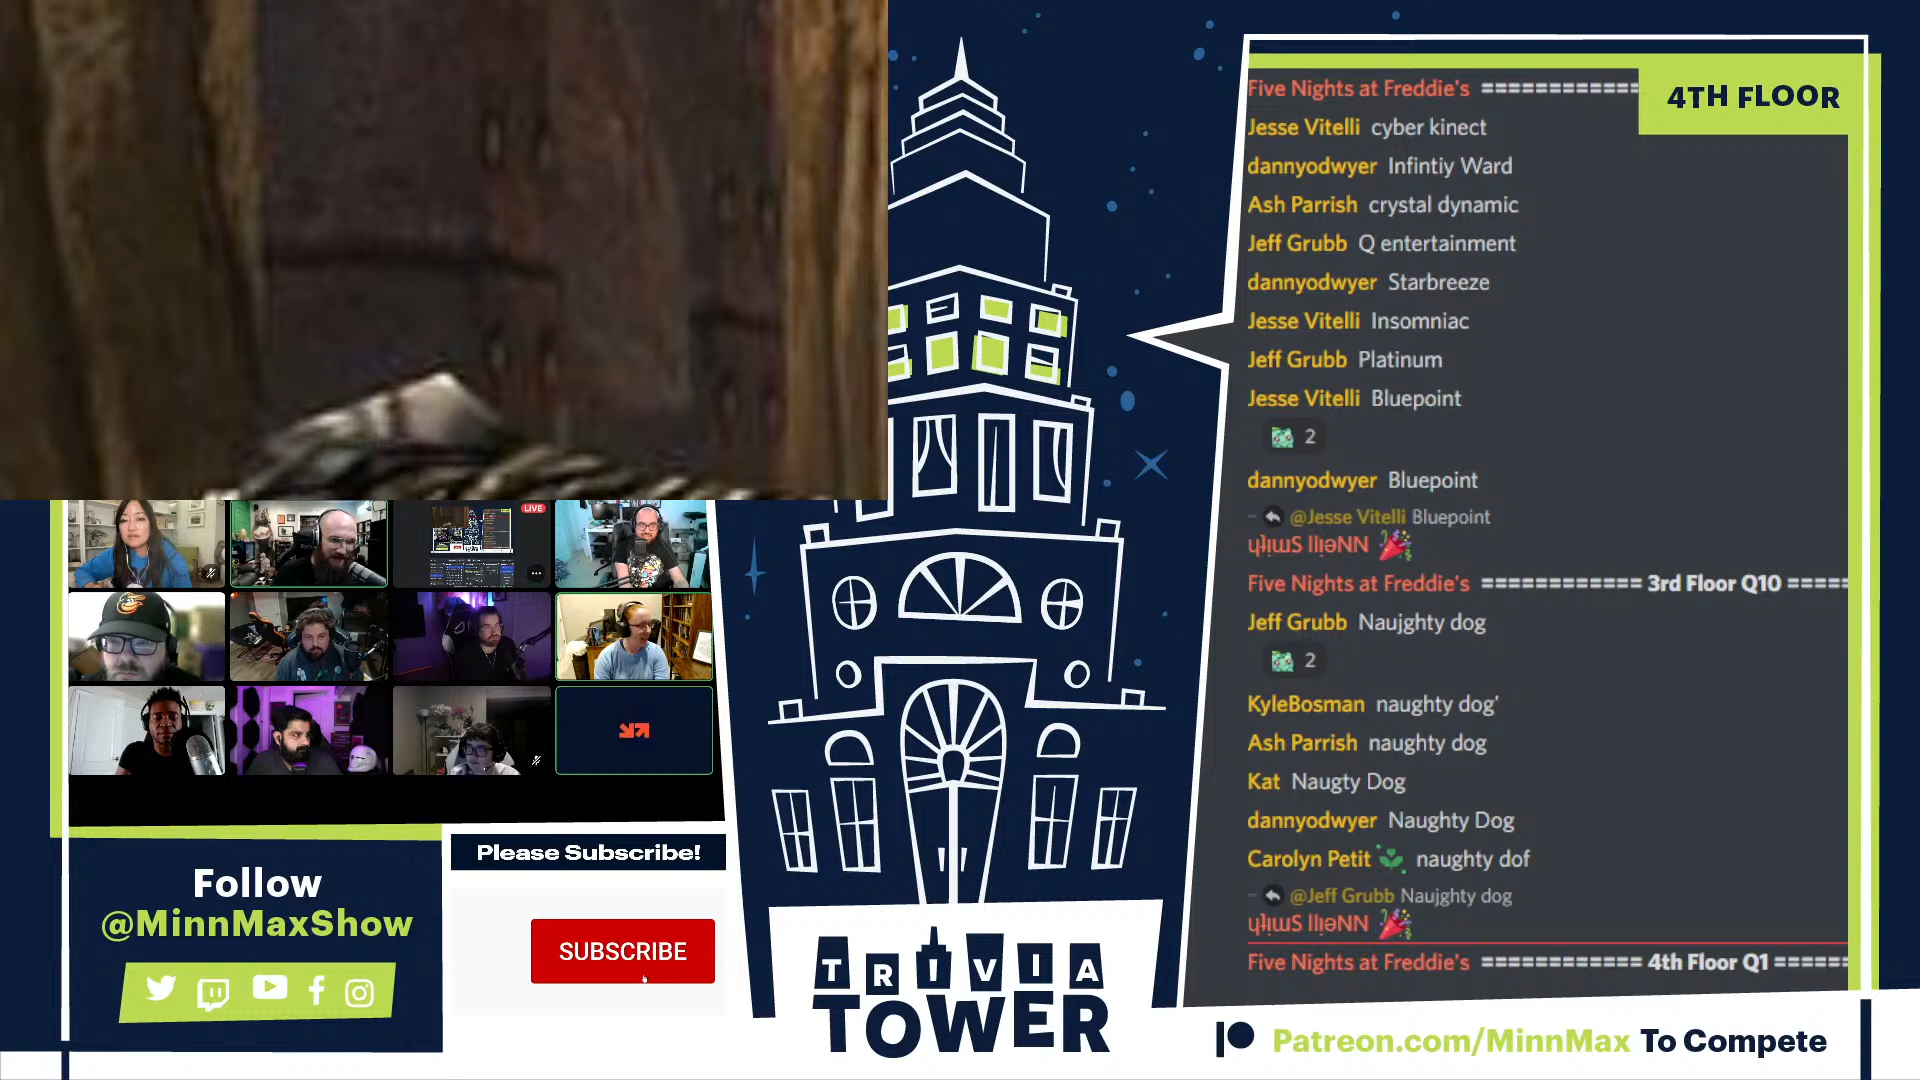 4TH FLOOR
Five Nights at Freddie's ============
Jesse Vitelli cyber kinect
dannyodwyer Infintiy Ward
Ash Parrish crystal dynamic
Jeff Grubb Q entertainment
dannyodwyer Starbreeze
Jesse Vitelli Insomniac
Jeff Grubb Platinum
Jesse Vitelli Bluepoint
2
dannyodwyer Bluepoint
@Jesse Vitelli Bluepoint
Five Nights at Freddie's ============ 3rd Floor Q10 =====
Jeff Grubb Naujghty dog
2
KyleBosman naughty dog'
Ash Parrish naughty dog
Kat Naugty Dog
dannyodwyer Naughty Dog
Carolyn Petit naughty dof
@Jeff Grubb Naujghty dog
Five Nights at Freddie's ============ 4th Floor Q1 ======
LIVE
Please Subscribe!
SUBSCRIBE
Follow
@MinnMaxShow
TRIVIA
TOWER
Patreon.com/MinnMax To Compete